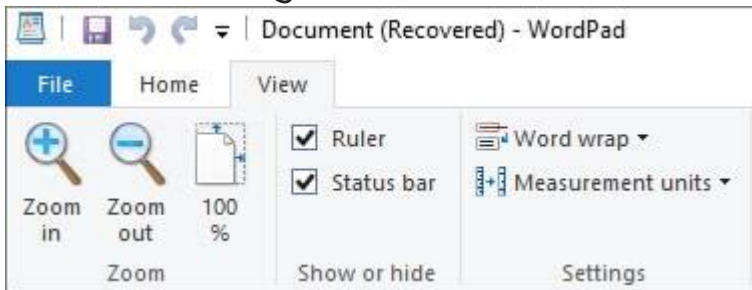 Document (Recovered) - WordPad
File Home View
Zoom in
Zoom out
100 %
Ruler
Status bar
Word wrap
Measurement units
Zoom
Show or hide
Settings